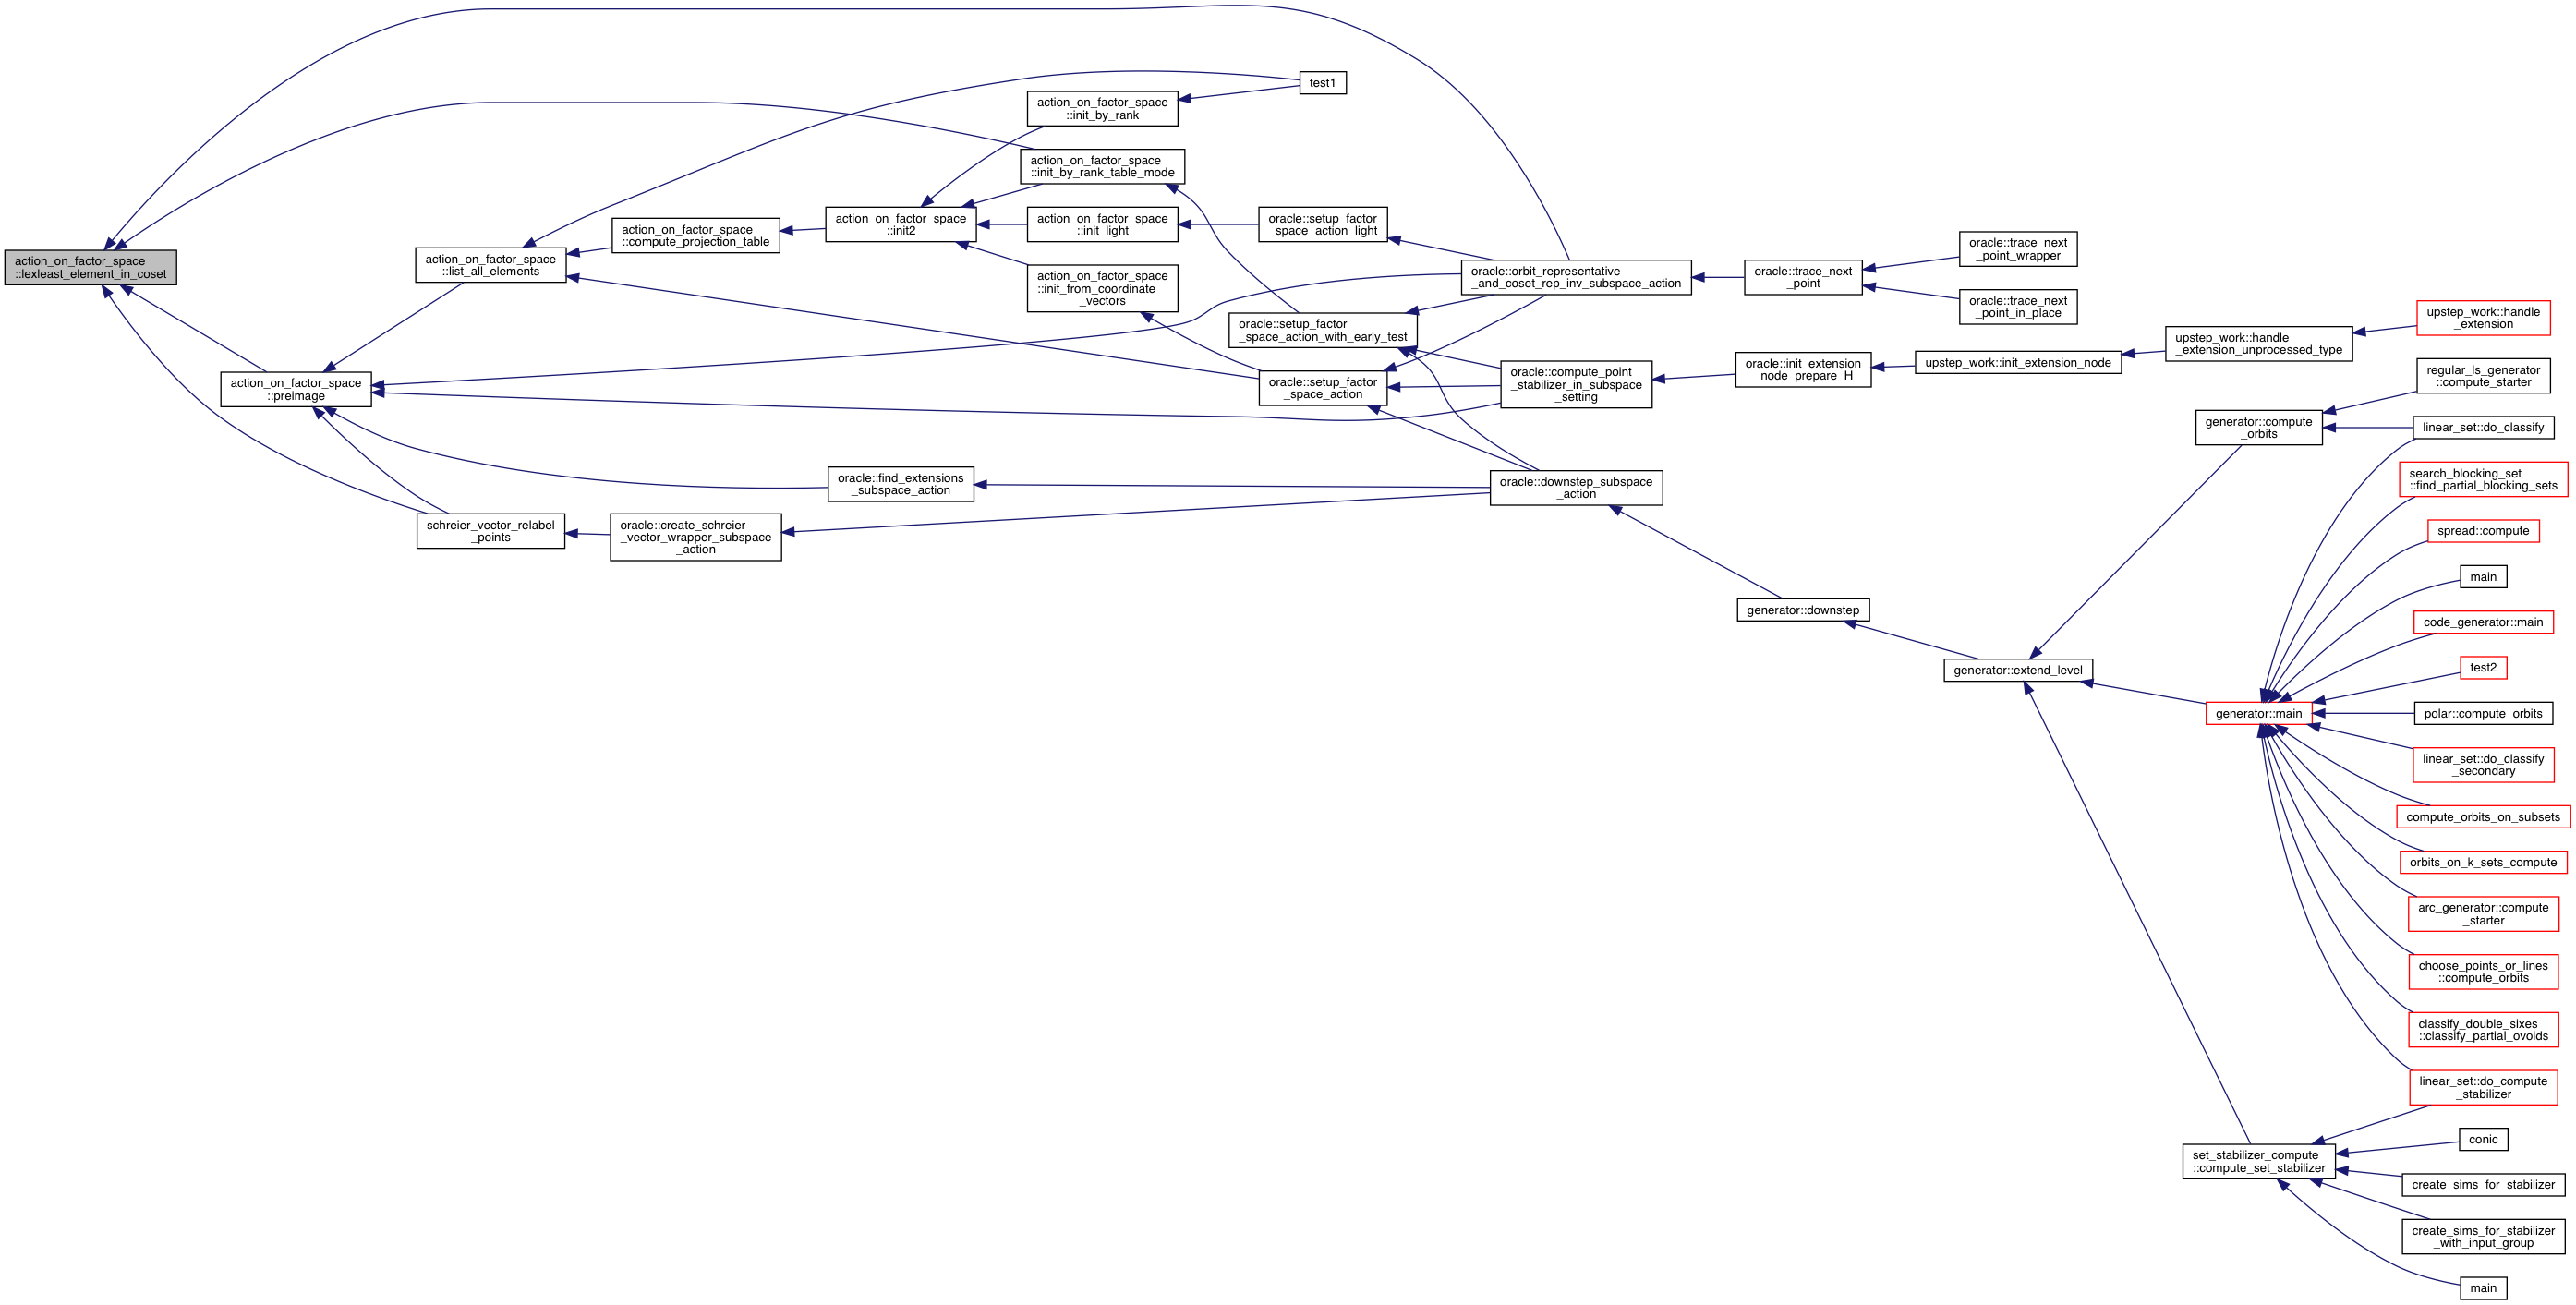 action_on_factor_space
::lexleast_element_in_coset
action_on_factor_space
::preimage
action_on_factor_space
::list_all_elements
schreier_vector_relabel
_points
action_on_factor_space
::compute_projection_table
oracle::create_schreier
_vector_wrapper_subspace
_action
action_on_factor_space
::init2
oracle::find_extensions
_subspace_action
action_on_factor_space
::init_by_rank
action_on_factor_space
::init_by_rank_table_mode
action_on_factor_space
::init_light
action_on_factor_space
::init_from_coordinate
_vectors
test1
oracle::setup_factor
_space_action_light
oracle::setup_factor
_space_action_with_early_test
oracle::setup_factor
_space_action
oracle::orbit_representative
_and_coset_rep_inv_subspace_action
oracle::compute_point
_stabilizer_in_subspace
_setting
oracle::downstep_subspace
_action
oracle::trace_next
_point
oracle::init_extension
_node_prepare_H
generator::downstep
oracle::trace_next
_point_wrapper
oracle::trace_next
_point_in_place
upstep_work::init_extension_node
generator::extend_level
upstep_work::handle
_extension_unprocessed_type
generator::compute
_orbits
generator::main
set_stabilizer_compute
::compute_set_stabilizer
upstep_work::handle
_extension
regular_ls_generator
::compute_starter
linear_set::do_classify
search_blocking_set
::find_partial_blocking_sets
spread::compute
main
code_generator::main
test2
polar::compute_orbits
linear_set::do_classify
_secondary
compute_orbits_on_subsets
orbits_on_k_sets_compute
arc_generator::compute
_starter
choose_points_or_lines
::compute_orbits
classify_double_sixes
::classify_partial_ovoids
linear_set::do_compute
_stabilizer
conic
create_sims_for_stabilizer
create_sims_for_stabilizer
_with_input_group
main